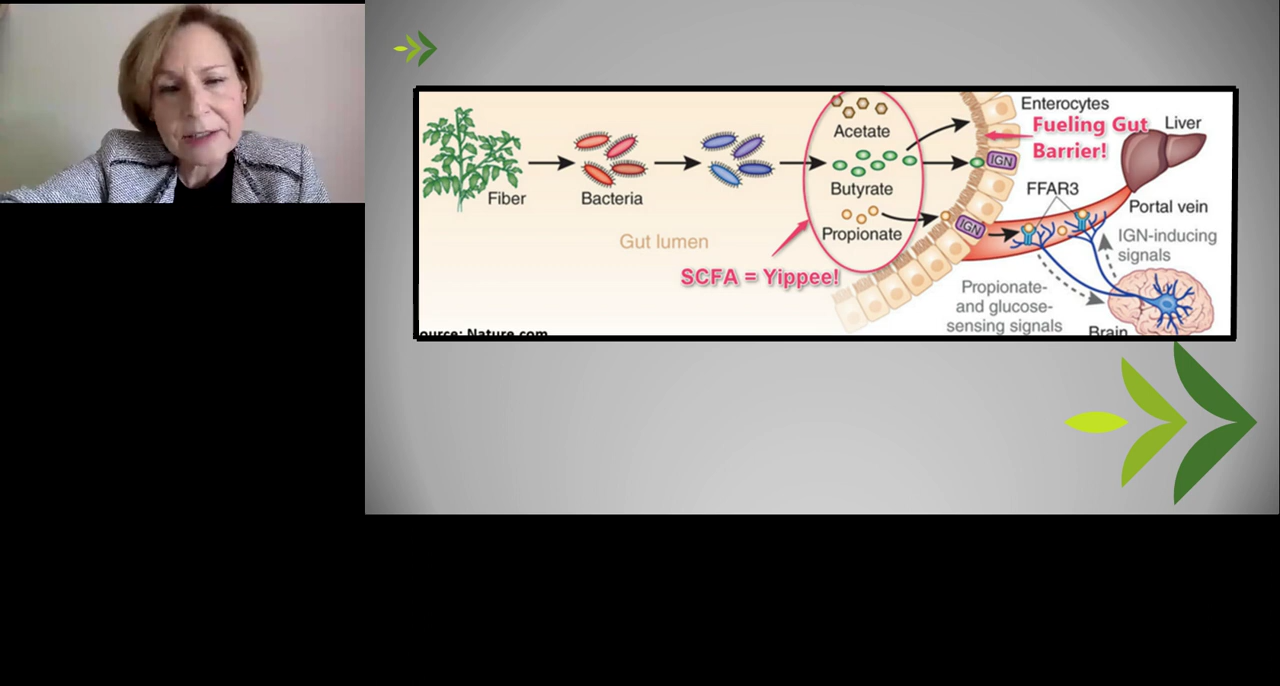 Acetate
Enterocytes
Fueling Gut
Barrier!
Liver
IGN
Fiber
Bacteria
Butyrate
FFAR3
Portal vein
Propionate
IGN
Gut lumen
IGN-inducing
signals
SCFA = Yippee!
Propionate-
and glucose-
sensing signals
Brain
ource: Nature.com